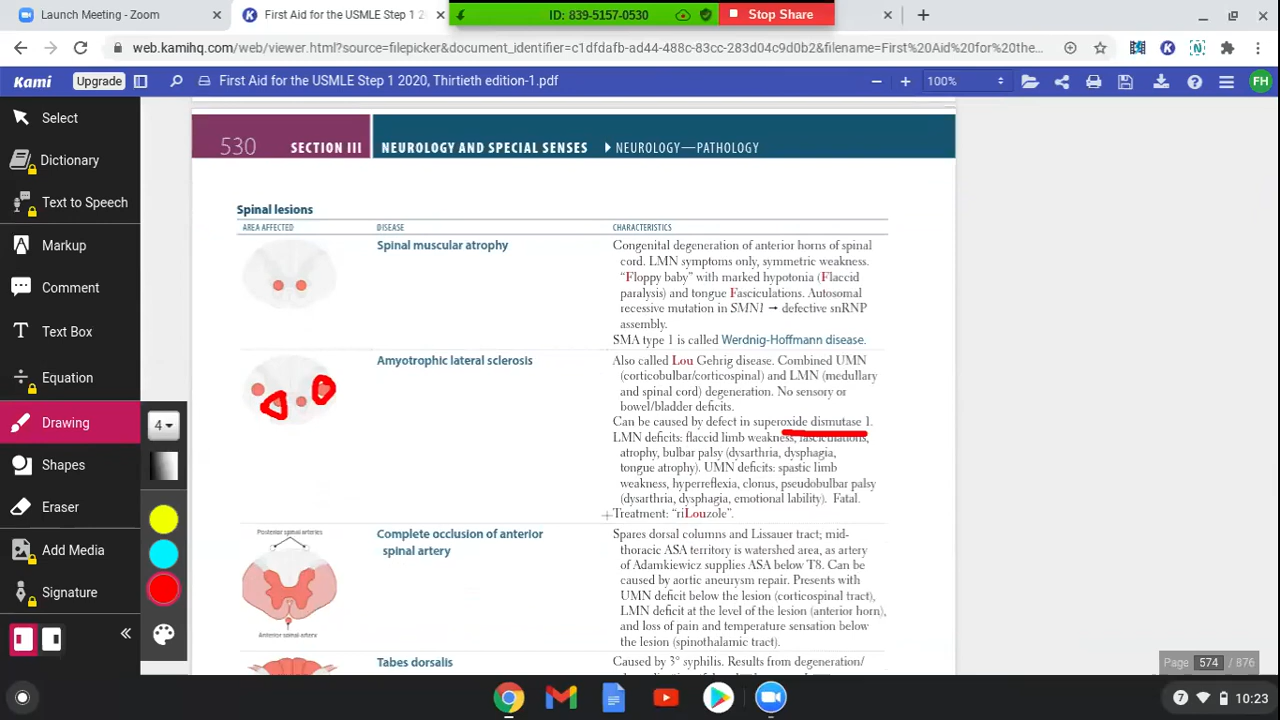 Launch Meeting - Zoom
First Aid for the USMLE Step 1 2
ID: 839-5157-0530
Stop Share
web.kamihq.com/web/viewer.html?source=filepicker&document_identifier=c1dfdafb-ad44-488c-83cc-283d04c9d0b2&filename=First%20Aid%20for%20the...
Kami
Upgrade
First Aid for the USMLE Step 1 2020, Thirtieth edition-1.pdf
100%
FH
Select
Dictionary
Text to Speech
Markup
Comment
Text Box
Equation
Drawing
4
Shapes
Eraser
Add Media
Signature
530 SECTION III NEUROLOGY AND SPECIAL SENSES NEUROLOGY—PATHOLOGY
Spinal lesions
AREA AFFECTED DISEASE CHARACTERISTICS
Spinal muscular atrophy
Congenital degeneration of anterior horns of spinal
cord. LMN symptoms only, symmetric weakness.
“Floppy baby” with marked hypotonia (Flaccid
paralysis) and tongue Fasciculations. Autosomal
recessive mutation in SMN1 → defective snRNP
assembly.
SMA type 1 is called Werdnig-Hoffmann disease.
Amyotrophic lateral sclerosis
Also called Lou Gehrig disease. Combined UMN
(corticobulbar/corticospinal) and LMN (medullary
and spinal cord) degeneration. No sensory or
bowel/bladder deficits.
Can be caused by defect in superoxide dismutase 1.
LMN deficits: flaccid limb weakness, fasciculations,
atrophy, bulbar palsy (dysarthria, dysphagia,
tongue atrophy). UMN deficits: spastic limb
weakness, hyperreflexia, clonus, pseudobulbar palsy
(dysarthria, dysphagia, emotional lability). Fatal.
Treatment: “riLouzole”.
Posterior spinal arteries
Anterior spinal artery
Complete occlusion of anterior
spinal artery
Spares dorsal columns and Lissauer tract; mid-
thoracic ASA territory is watershed area, as artery
of Adamkiewicz supplies ASA below T8. Can be
caused by aortic aneurysm repair. Presents with
UMN deficit below the lesion (corticospinal tract),
LMN deficit at the level of the lesion (anterior horn),
and loss of pain and temperature sensation below
the lesion (spinothalamic tract).
Tabes dorsalis
Caused by 3° syphilis. Results from degeneration/
Page 574 / 876
7
10:23